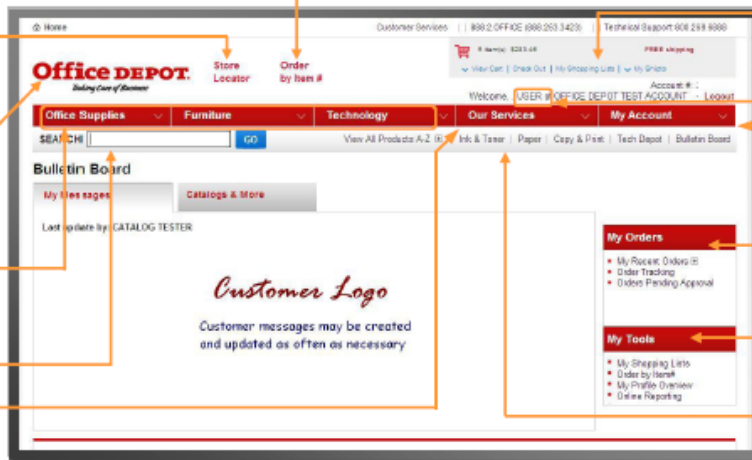 Home
Customer Services | | 888.2.OFFICE (888.263.3423) | | Technical Support 800.269.6888
Office DEPOT.
Taking Care of Business
Store Locator
Order by Item #
FREE shipping
View Cart | Check Out | My Shopping Lists | My Orders
Account #:
Welcome, USER # OFFICE DEPOT TEST ACCOUNT - Logout
Office Supplies Furniture Technology Our Services My Account
SEARCH GO View All Products A-Z Ink & Toner | Paper | Copy & Print | Tech Depot | Bulletin Board
Bulletin Board
My Messages Catalogs & More
Last update by: CATALOG TESTER
Customer Logo
Customer messages may be created
and updated as often as necessary
My Orders
My Recent Orders
Order Tracking
Orders Pending Approval
My Tools
My Shopping Lists
Order by Item#
My Profile Overview
Online Reporting